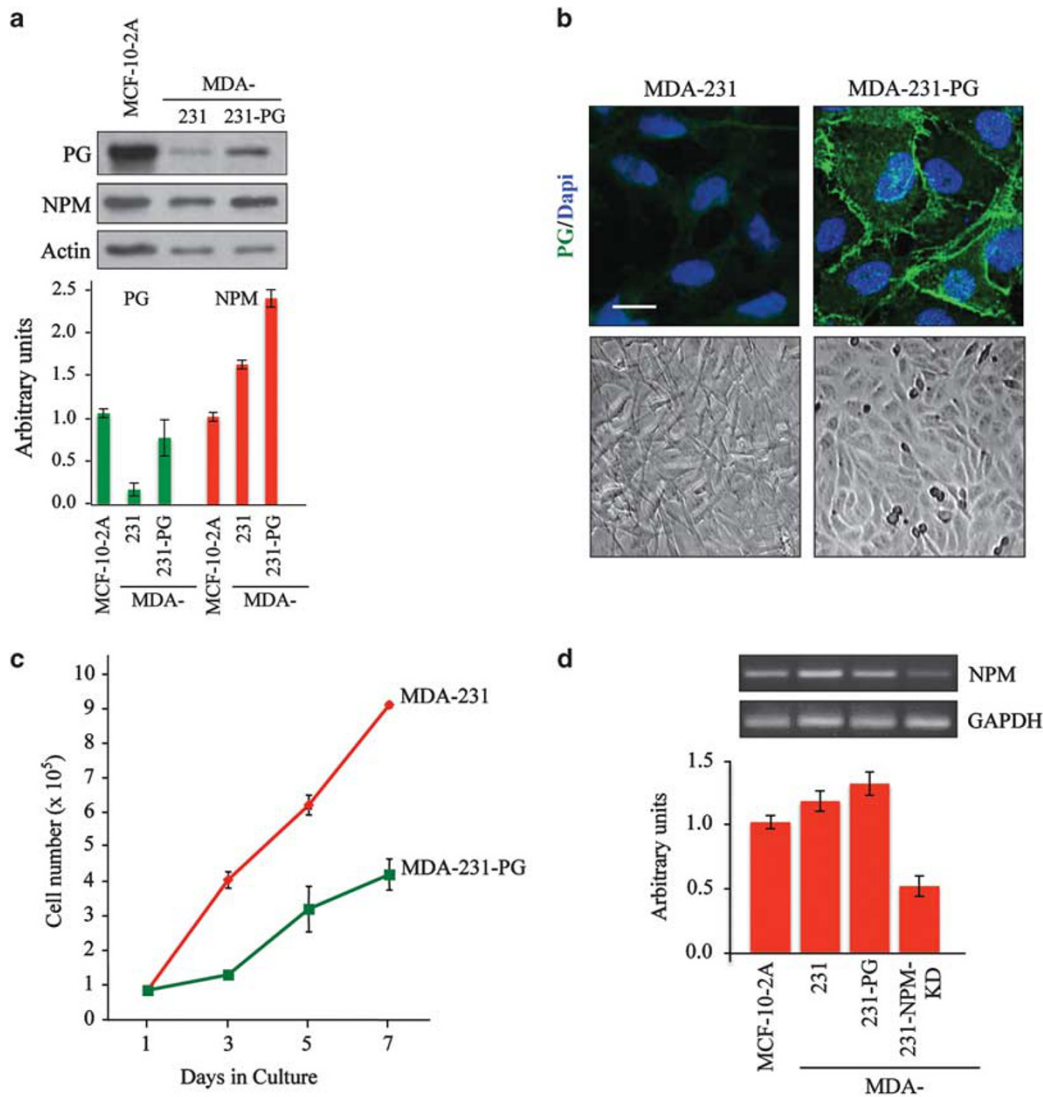 a
MCF-10-2A
MDA-
231 231-PG
PG
NPM
Actin
2.5
2.0
1.5
1.0
0.5
0.0
Arbitrary units
PG NPM
MCF-10-2A
231
231-PG
MCF-10-2A
231
231-PG
MDA- MDA-
b
MDA-231 MDA-231-PG
PG/Dapi
c
10
9
8
7
6
5
4
3
2
1
0
Cell number (x 10⁵)
MDA-231
MDA-231-PG
1 3 5 7
Days in Culture
d
NPM
GAPDH
1.5
1.0
0.5
0.0
Arbitrary units
MCF-10-2A
231
231-PG
231-NPM-
KD
MDA-